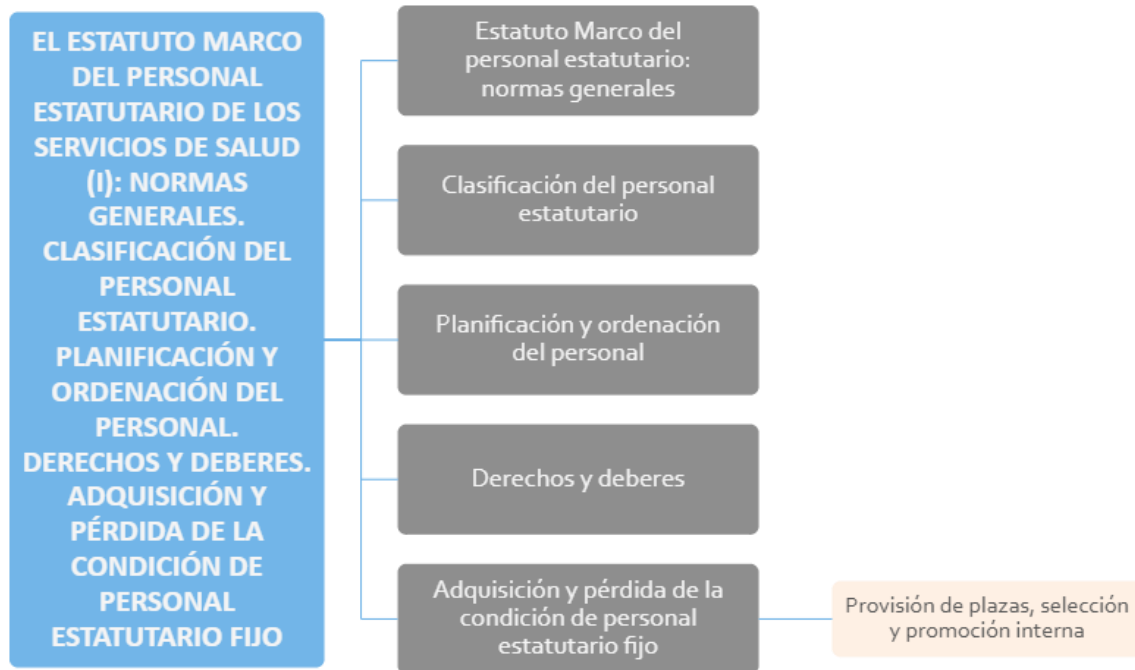 EL ESTATUTO MARCO
DEL PERSONAL
ESTATUTARIO DE LOS
SERVICIOS DE SALUD
(I): NORMAS
GENERALES.
CLASIFICACIÓN DEL
PERSONAL
ESTATUTARIO.
PLANIFICACIÓN Y
ORDENACIÓN DEL
PERSONAL.
DERECHOS Y DEBERES.
ADQUISICIÓN Y
PÉRDIDA DE LA
CONDICIÓN DE
PERSONAL
ESTATUTARIO FIJO
Estatuto Marco del
personal estatutario:
normas generales
Clasificación del personal
estatutario
Planificación y ordenación
del personal
Derechos y deberes
Adquisición y pérdida de la
condición de personal
estatutario fijo
Provisión de plazas, selección
y promoción interna